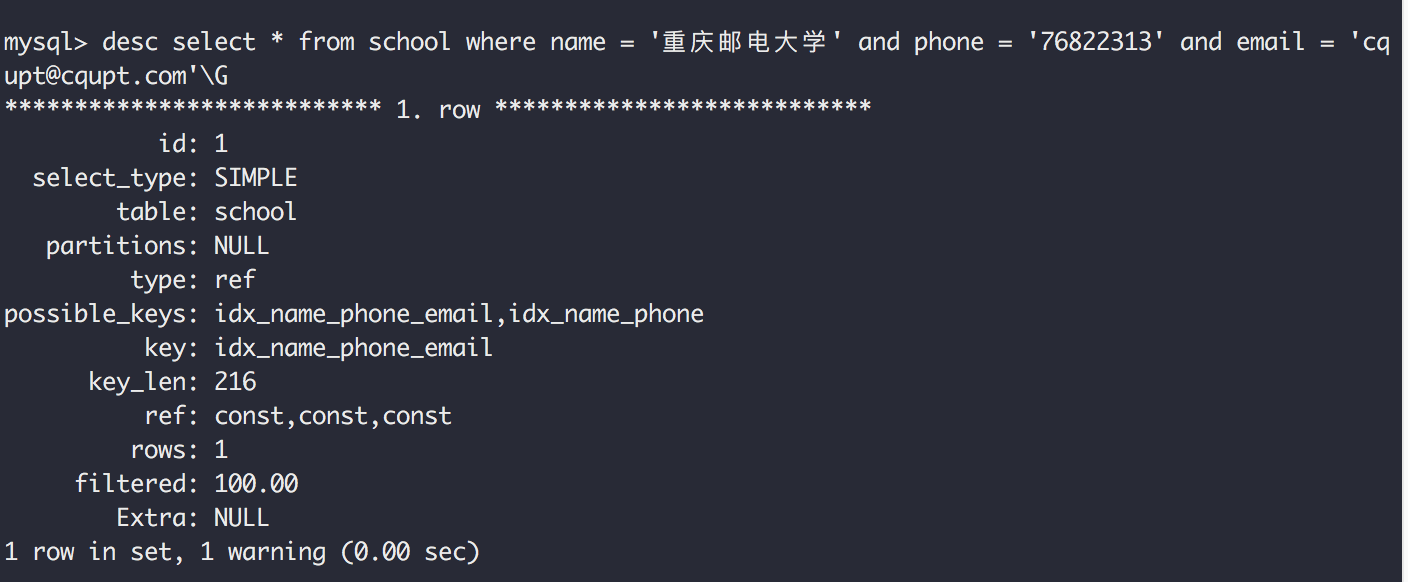 mysql> desc select * from school where name = '重庆邮电大学' and phone = '76822313' and email = 'cq
upt@cqupt.com'\G
*************************** 1. row ***************************
           id: 1
  select_type: SIMPLE
        table: school
   partitions: NULL
         type: ref
possible_keys: idx_name_phone_email,idx_name_phone
          key: idx_name_phone_email
      key_len: 216
          ref: const,const,const
         rows: 1
     filtered: 100.00
        Extra: NULL
1 row in set, 1 warning (0.00 sec)